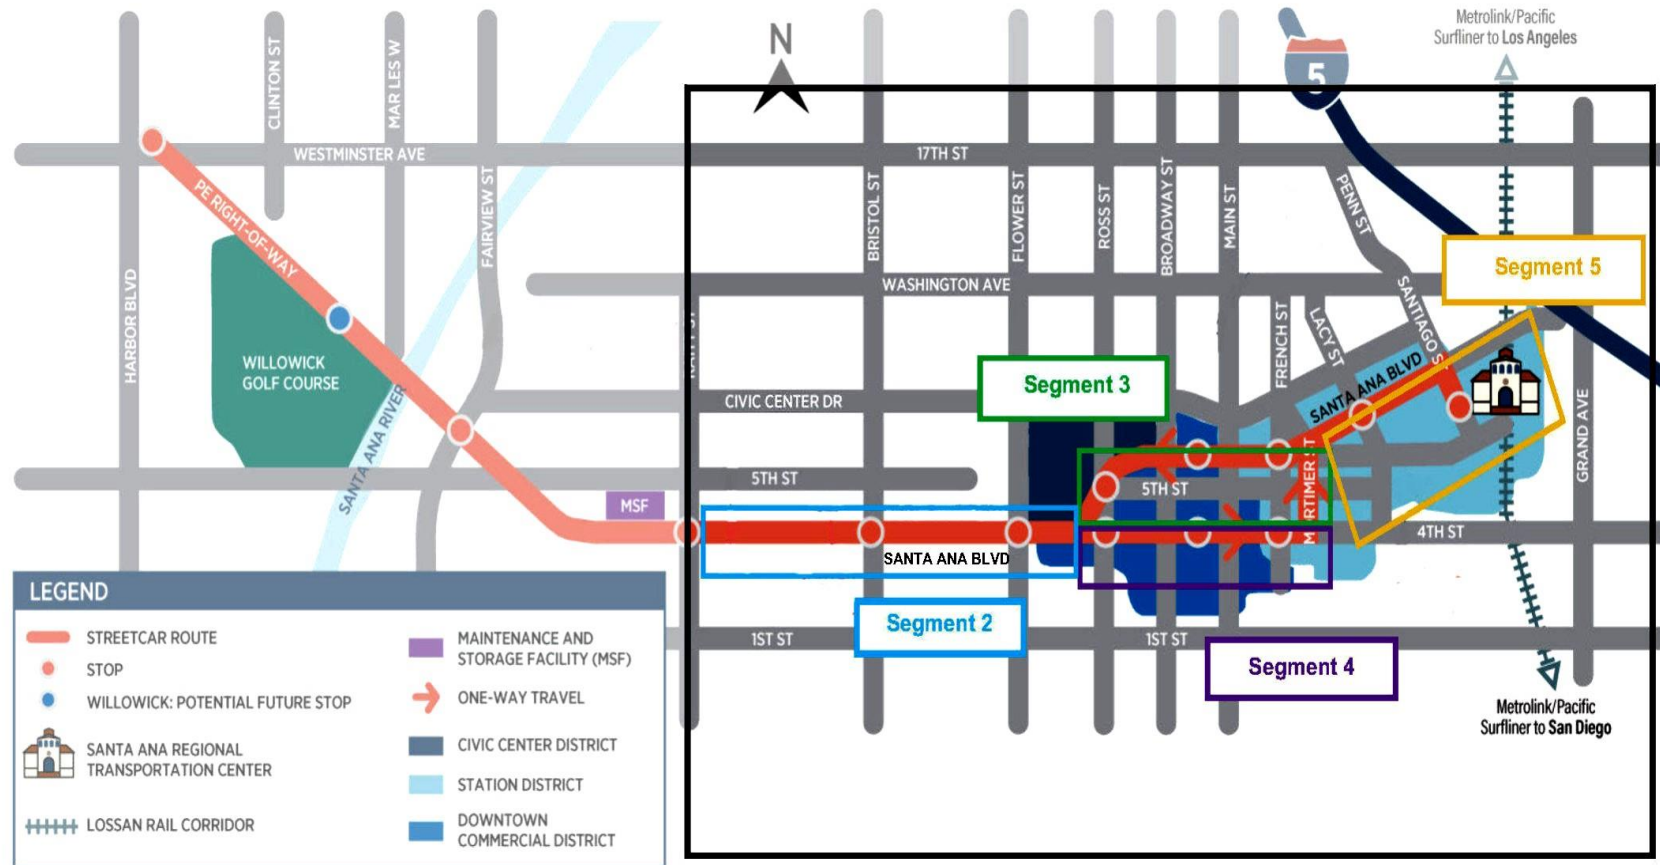 Metrolink/Pacific
Surfliner to Los Angeles
N
5
CLINTON ST
MAR LES W
WESTMINSTER AVE
17TH ST
PE RIGHT-OF-WAY
FAIRVIEW ST
BRISTOL ST
FLOWER ST
ROSS ST
BROADWAY ST
MAIN ST
PENN ST
HARBOR BLVD
WASHINGTON AVE
Segment 5
SANTIAGO S
FRENCH ST
LACY ST
WILLOWICK
GOLF COURSE
SANTA ANA RIVER
Segment 3
SANTA ANA BLVD
CIVIC CENTER DR
GRAND AVE
5TH ST
5TH ST
MSF
4TH ST
SANTA ANA BLVD
Segment 2
1ST ST
1ST ST
Segment 4
Metrolink/Pacific
Surfliner to San Diego
LEGEND
STREETCAR ROUTE
STOP
WILLOWICK: POTENTIAL FUTURE STOP
SANTA ANA REGIONAL
TRANSPORTATION CENTER
LOSSAN RAIL CORRIDOR
MAINTENANCE AND
STORAGE FACILITY (MSF)
ONE-WAY TRAVEL
CIVIC CENTER DISTRICT
STATION DISTRICT
DOWNTOWN
COMMERCIAL DISTRICT